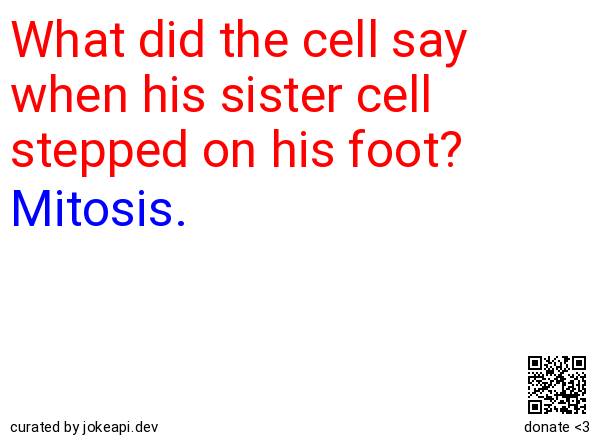 What did the cell say
when his sister cell
stepped on his foot?
Mitosis.
curated by jokeapi.dev
donate <3